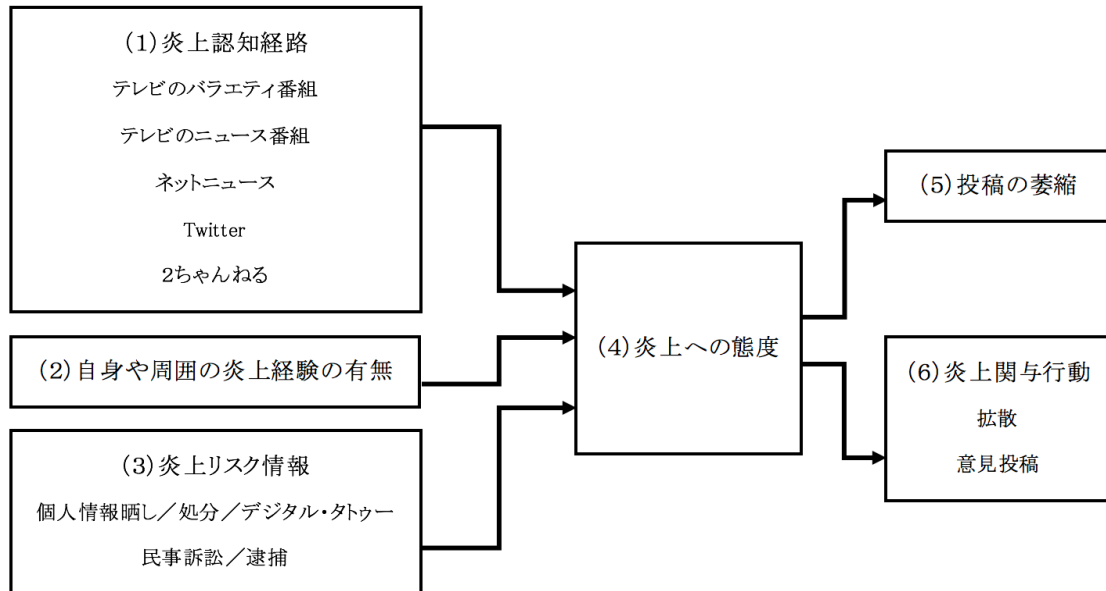 (1)炎上認知経路
テレビのバラエティ番組
テレビのニュース番組
ネットニュース
Twitter
2ちゃんねる
(2)自身や周囲の炎上経験の有無
(3)炎上リスク情報
個人情報晒し／処分／デジタル・タトゥー
民事訴訟／逮捕
(4)炎上への態度
(5)投稿の萎縮
(6)炎上関与行動
拡散
意見投稿